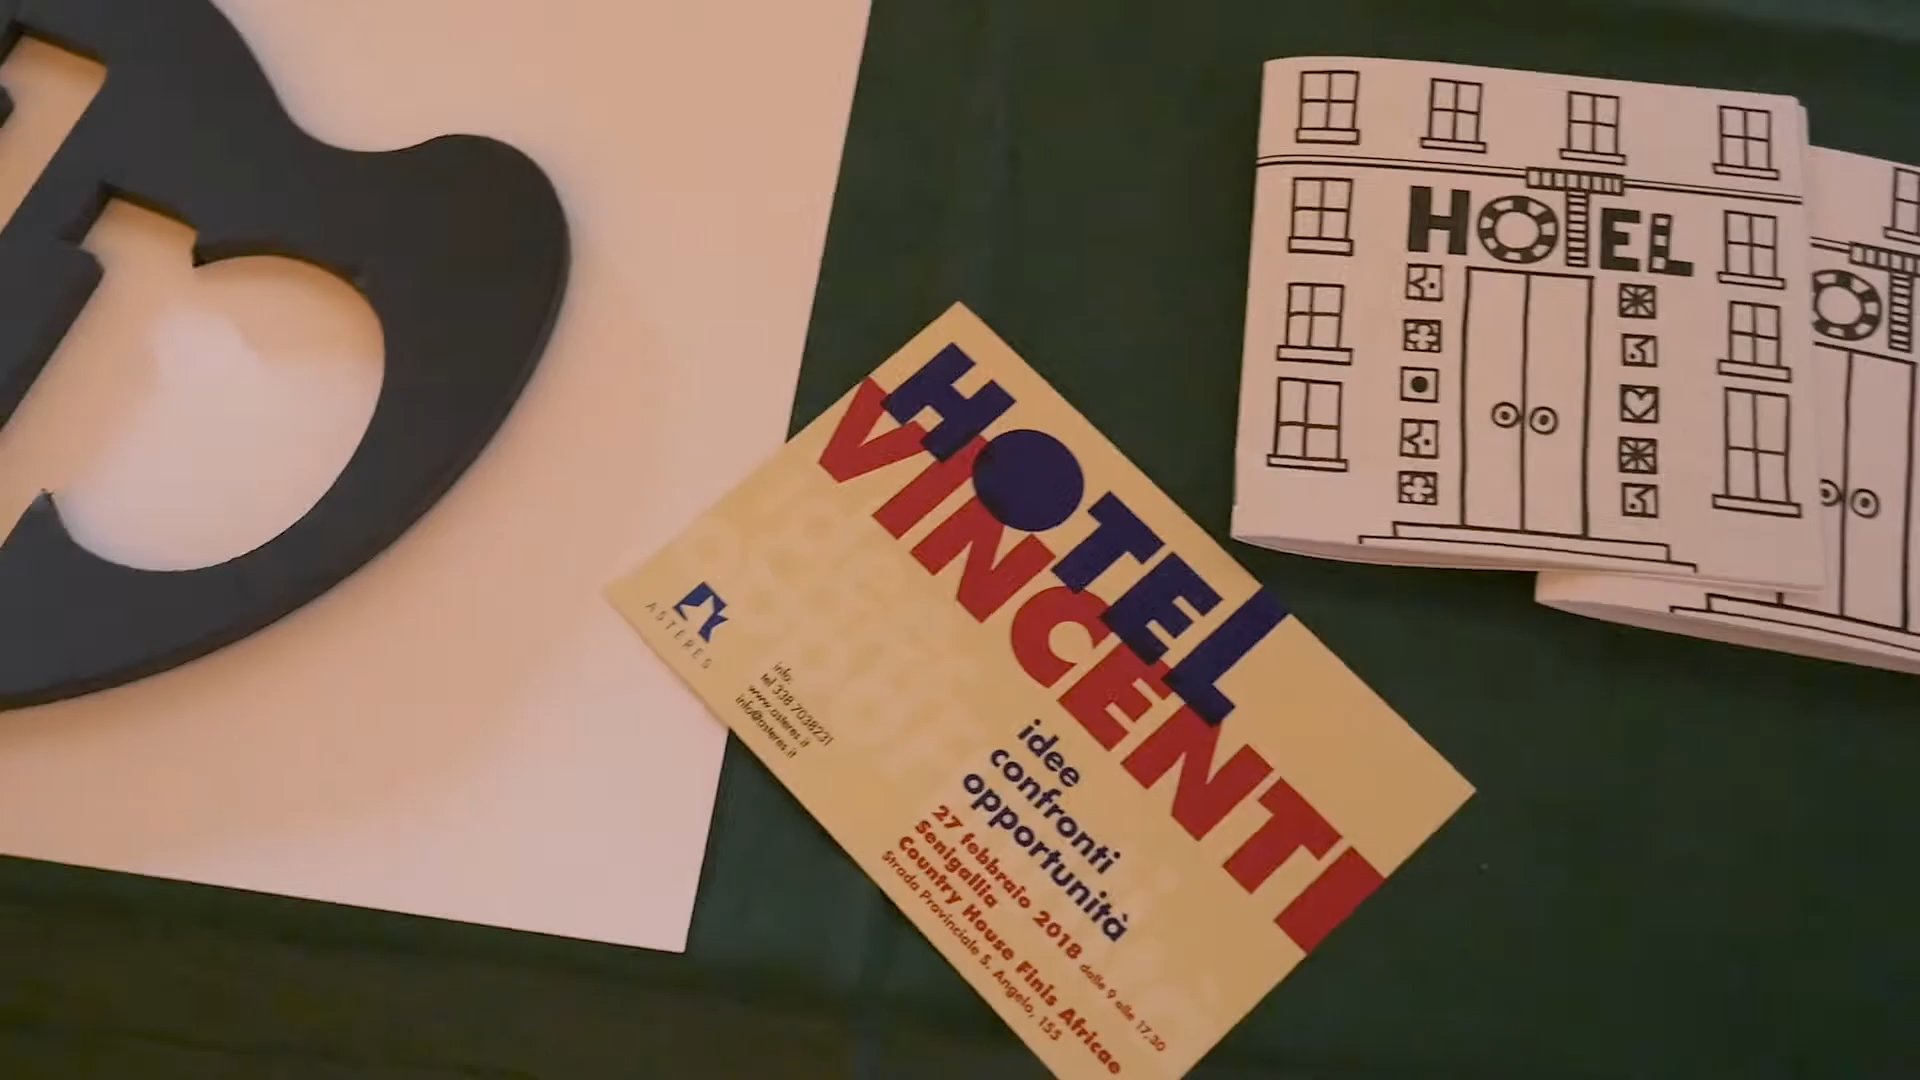 HOTEL
VINCENTI
idee
confronti
opportunità
27 febbraio 2018 dalle 9 alle 17,30
Senigallia
Country House Finis Africae
Strada Provinciale S. Angelo, 155
ASTERES
info:
tel 338 7038231
www.asteres.it
info@asteres.it
HOTEL